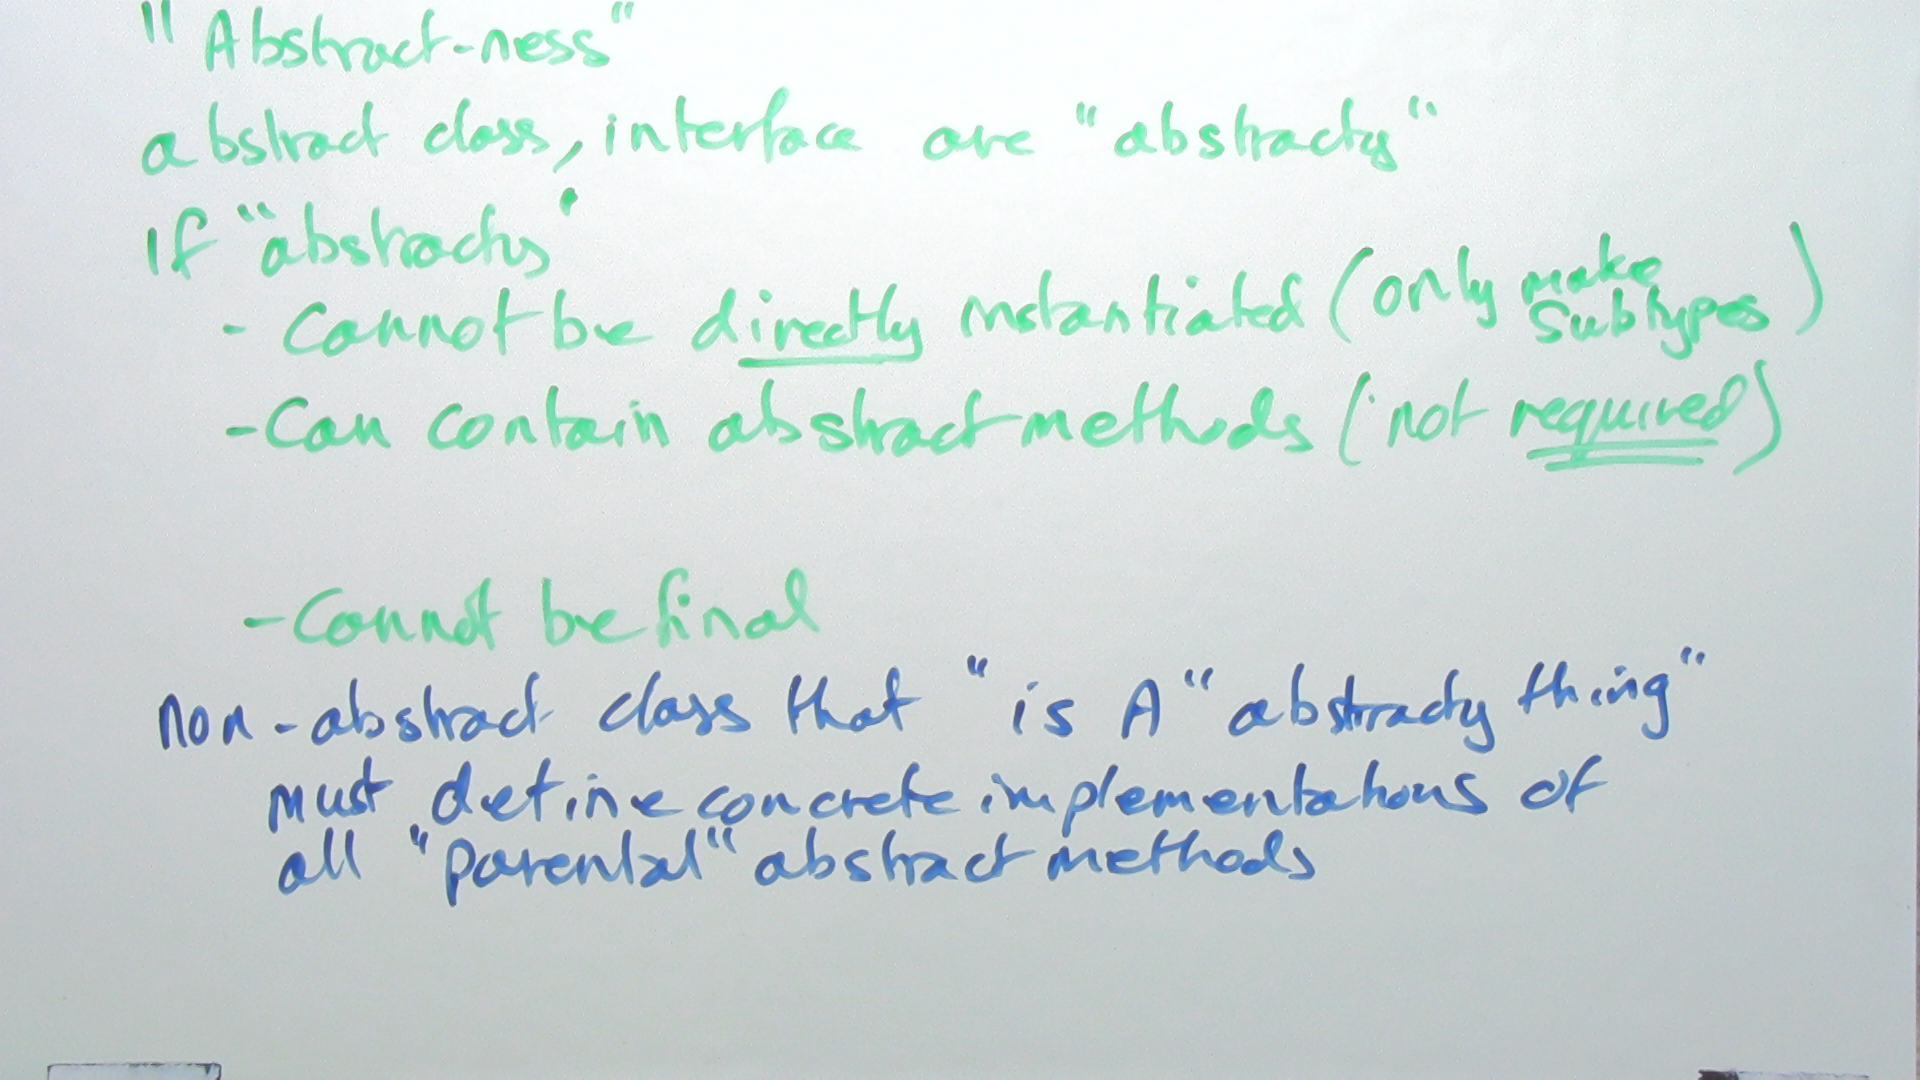 "Abstract-ness"
abstract class, interface are "abstracty"
If "abstracty"
- Cannot be directly instantiated (only make subtypes)
- Can contain abstract methods (not required)
- Cannot be final
non-abstract class that "is A" abstracty thing"
must define concrete implementations of
all "parental" abstract methods